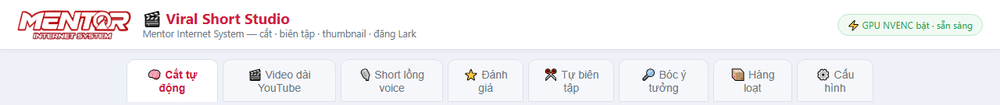 MENTOR
INTERNET SYSTEM
Viral Short Studio
Mentor Internet System — cắt · biên tập · thumbnail · đăng Lark
GPU NVENC bật · sẵn sàng
Cắt tự
động
Video dài
YouTube
Short lồng
voice
Đánh
giá
Tự biên
tập
Bóc ý
tưởng
Hàng
loạt
Cấu
hình